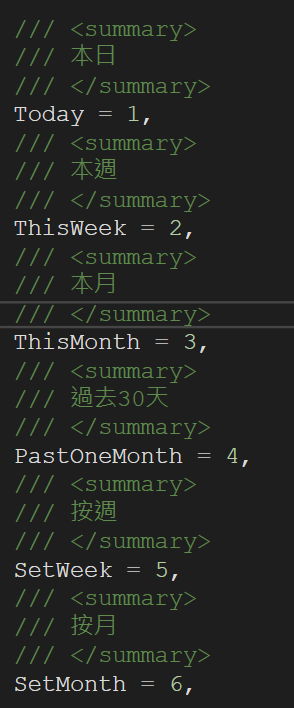 /// <summary>
/// 本日
/// </summary>
Today = 1,
/// <summary>
/// 本週
/// </summary>
ThisWeek = 2,
/// <summary>
/// 本月
/// </summary>
ThisMonth = 3,
/// <summary>
/// 過去30天
/// </summary>
PastOneMonth = 4,
/// <summary>
/// 按週
/// </summary>
SetWeek = 5,
/// <summary>
/// 按月
/// </summary>
SetMonth = 6,